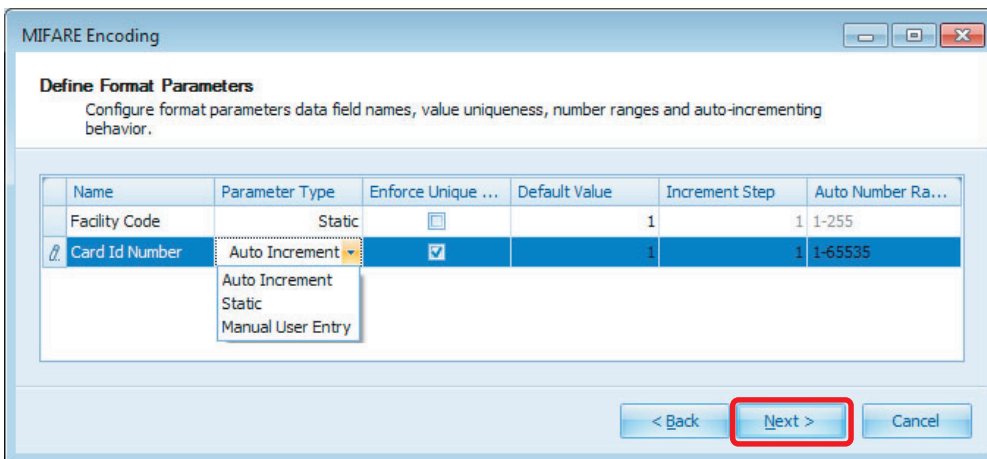 MIFARE Encoding
Define Format Parameters
Configure format parameters data field names, value uniqueness, number ranges and auto-incrementing
behavior.
Name Parameter Type Enforce Unique ... Default Value Increment Step Auto Number Ra...
Facility Code Static 1 1 1-255
Card Id Number Auto Increment 1 1 1-65535
Auto Increment
Static
Manual User Entry
< Back Next > Cancel